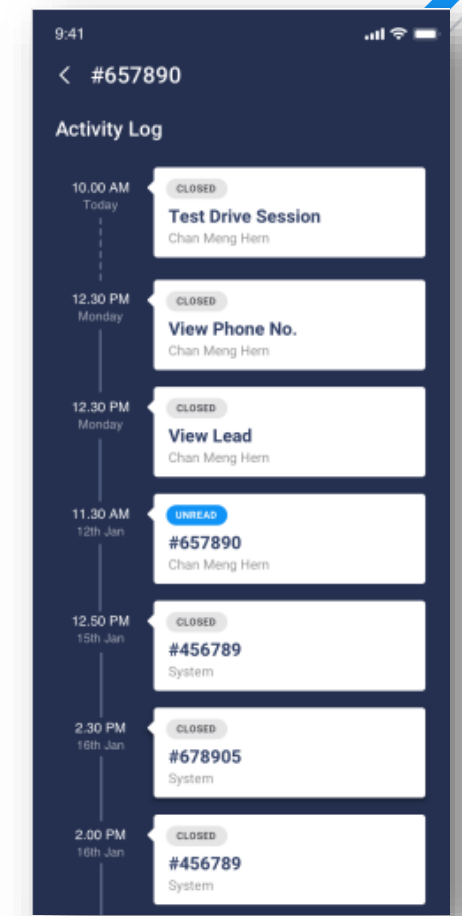 9:41
#657890
Activity Log
10.00 AM
Today
CLOSED
Test Drive Session
Chan Meng Hern
12.30 PM
Monday
CLOSED
View Phone No.
Chan Meng Hern
12.30 PM
Monday
CLOSED
View Lead
Chan Meng Hern
11.30 AM
12th Jan
UNREAD
#657890
Chan Meng Hern
12.50 PM
15th Jan
CLOSED
#456789
System
2.30 PM
16th Jan
CLOSED
#678905
System
2.00 PM
16th Jan
CLOSED
#456789
System